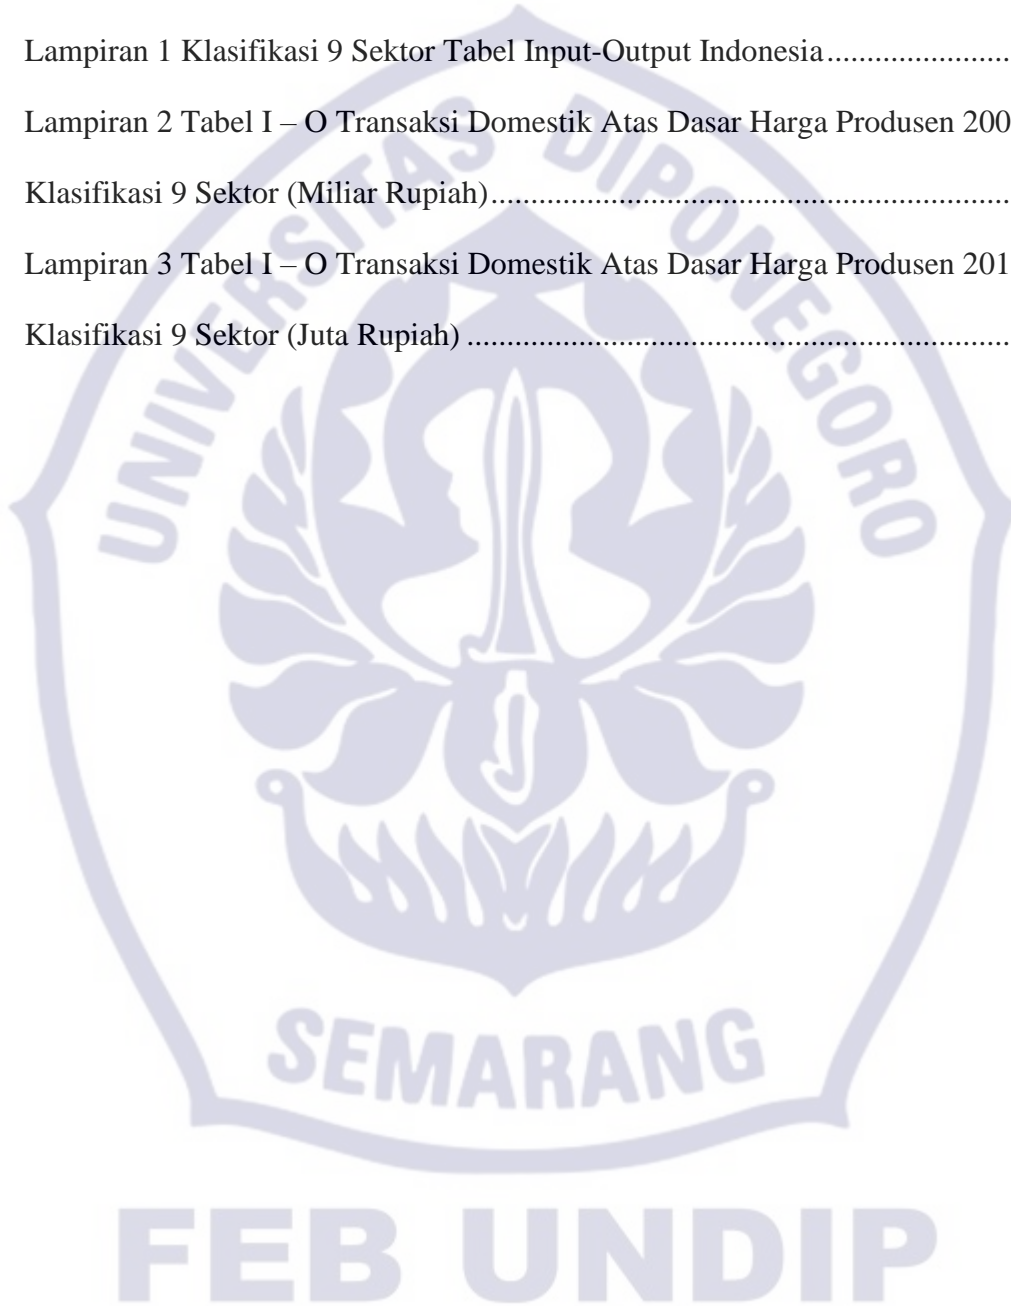 Lampiran 1 Klasifikasi 9 Sektor Tabel Input-Output Indonesia.......................
Lampiran 2 Tabel I – O Transaksi Domestik Atas Dasar Harga Produsen 200
Klasifikasi 9 Sektor (Miliar Rupiah).................................................................
Lampiran 3 Tabel I – O Transaksi Domestik Atas Dasar Harga Produsen 201
Klasifikasi 9 Sektor (Juta Rupiah) ....................................................................
UNIVERSITAS DIPONEGORO
SEMARANG
FEB UNDIP